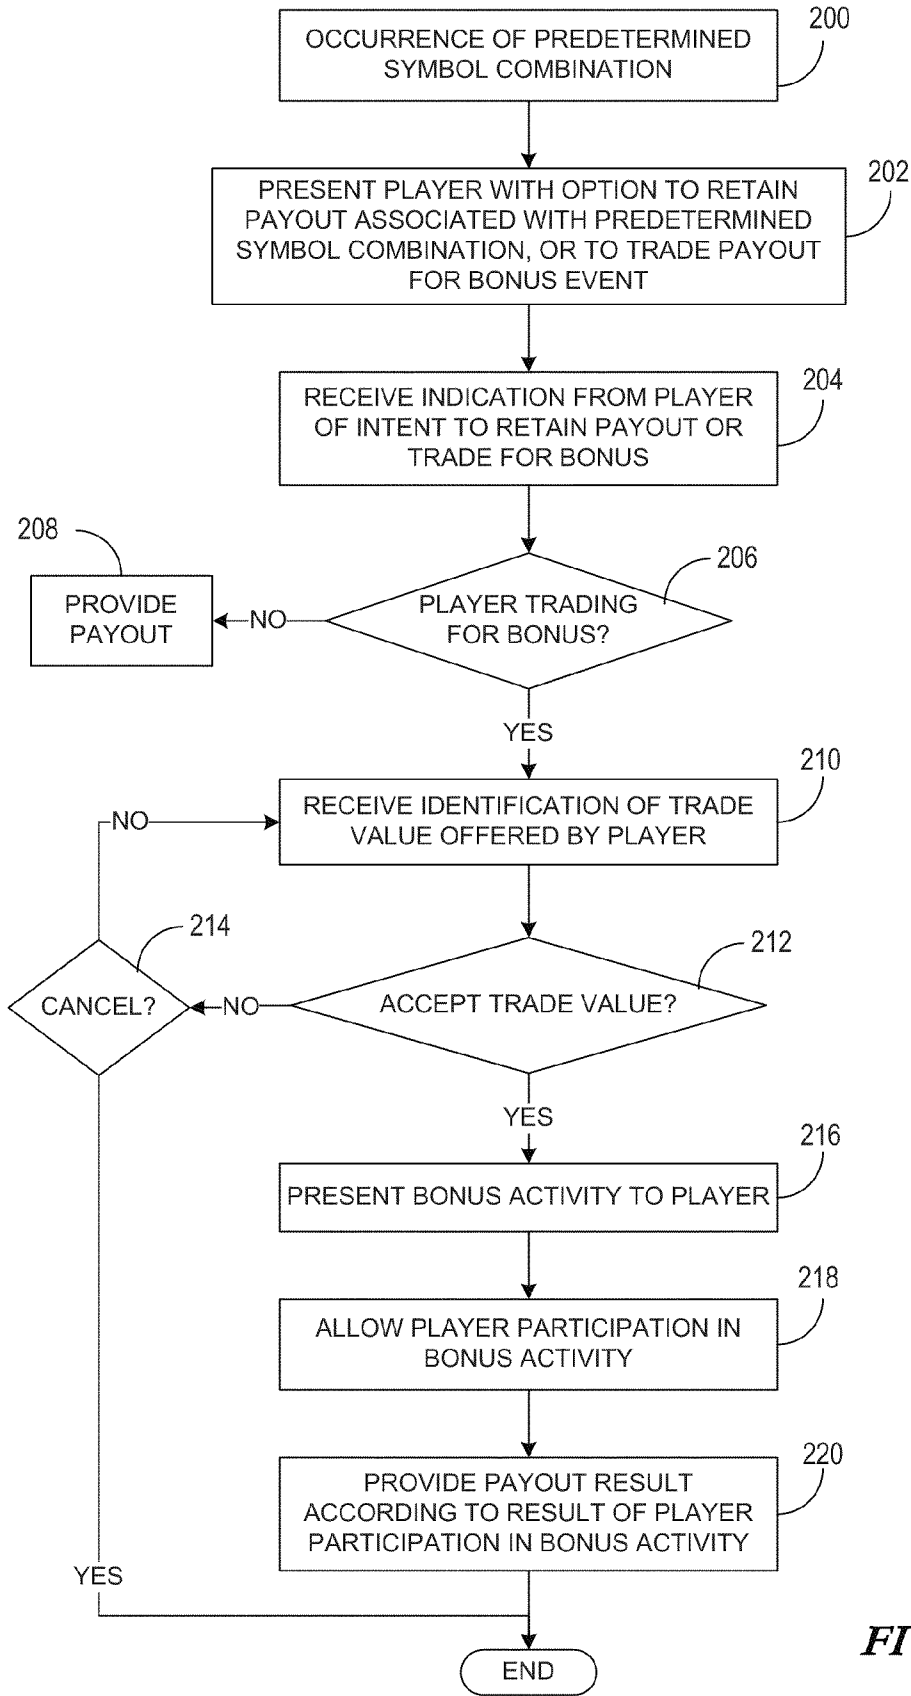 OCCURRENCE OF PREDETERMINED
SYMBOL COMBINATION
200
PRESENT PLAYER WITH OPTION TO RETAIN
PAYOUT ASSOCIATED WITH PREDETERMINED
SYMBOL COMBINATION, OR TO TRADE PAYOUT
FOR BONUS EVENT
202
RECEIVE INDICATION FROM PLAYER
OF INTENT TO RETAIN PAYOUT OR
TRADE FOR BONUS
204
PLAYER TRADING
FOR BONUS?
206
NO
208
PROVIDE
PAYOUT
YES
RECEIVE IDENTIFICATION OF TRADE
VALUE OFFERED BY PLAYER
210
NO
ACCEPT TRADE VALUE?
212
NO
CANCEL?
214
YES
PRESENT BONUS ACTIVITY TO PLAYER
216
ALLOW PLAYER PARTICIPATION IN
BONUS ACTIVITY
218
PROVIDE PAYOUT RESULT
ACCORDING TO RESULT OF PLAYER
PARTICIPATION IN BONUS ACTIVITY
220
YES
END
FI